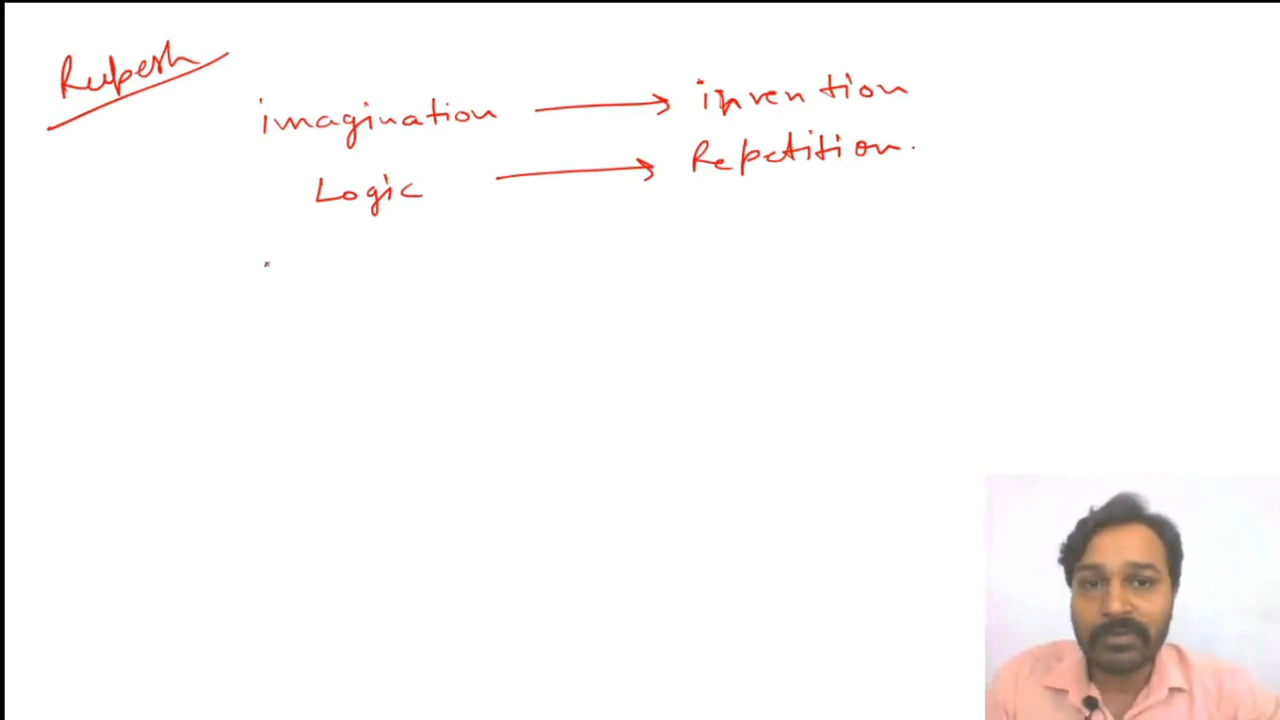 Rupesh
imagination → invention
Logic → Repetition.